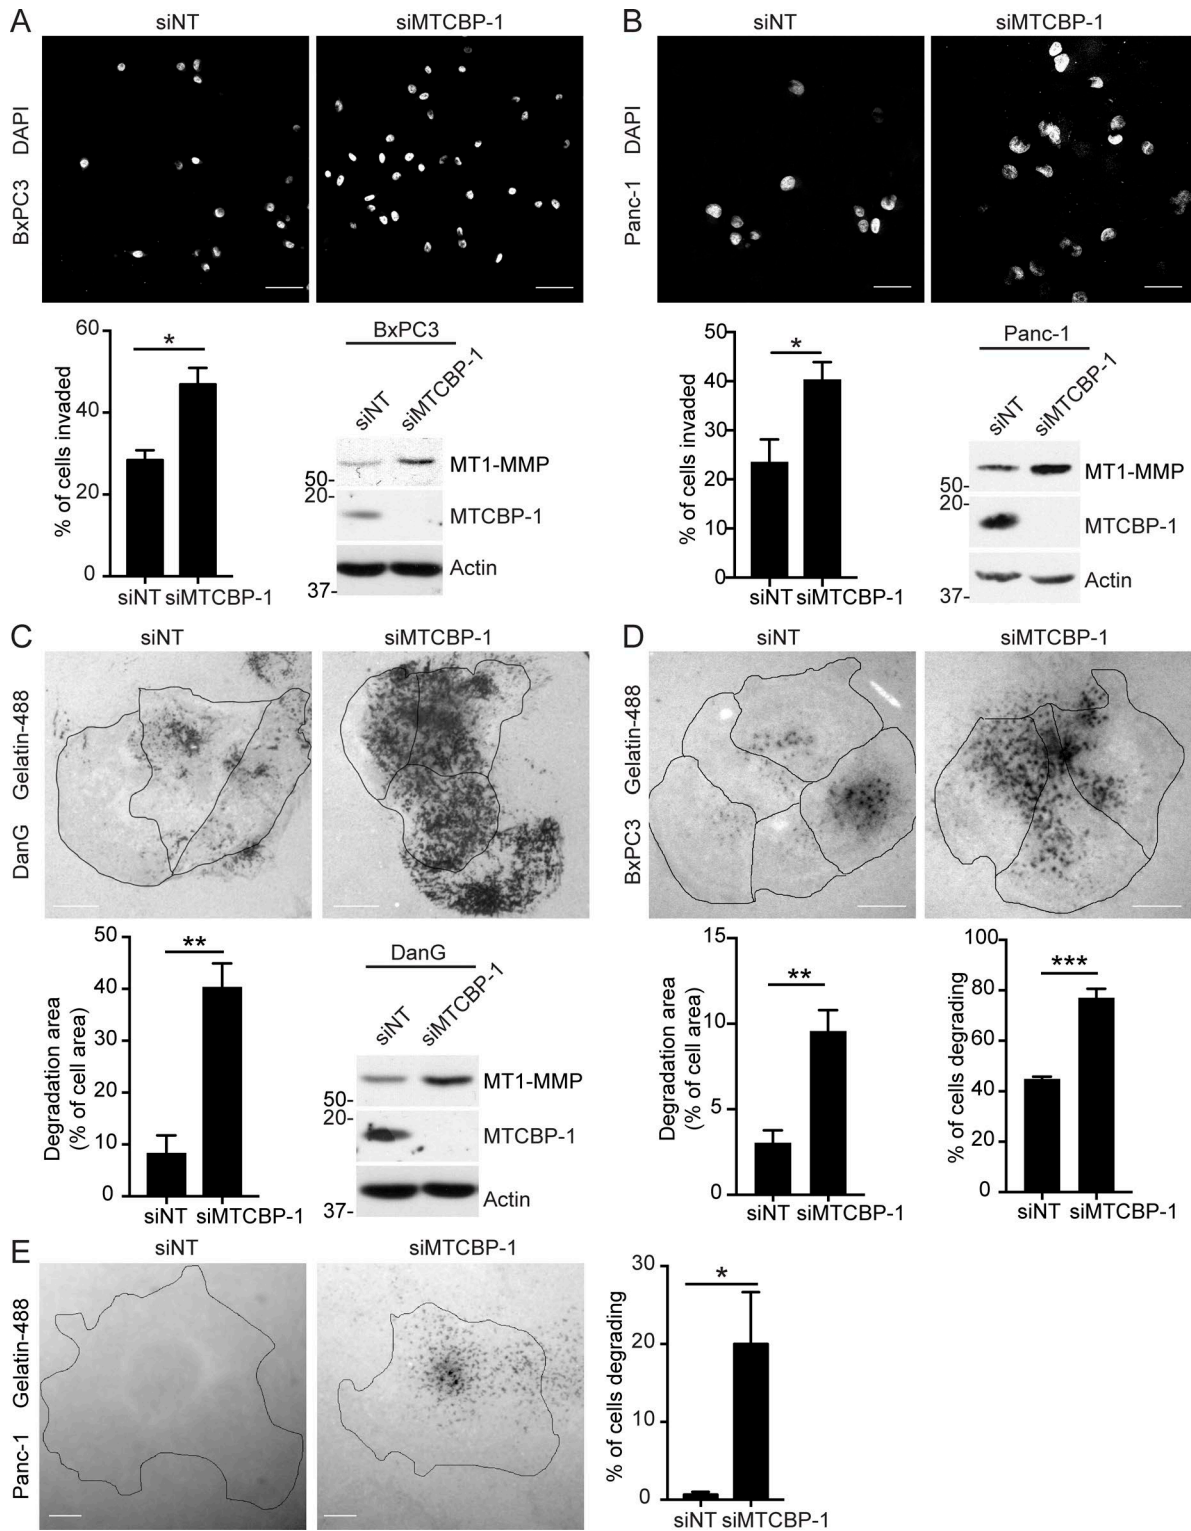 A
siNT
siMTCBP-1
BxPC3 DAPI
% of cells invaded
60
40
20
0
*
siNT siMTCBP-1
BxPC3
siNT
siMTCBP-1
MT1-MMP
50-
20-
MTCBP-1
Actin
37-
B
siNT
siMTCBP-1
Panc-1 DAPI
% of cells invaded
50
40
30
20
10
0
*
siNT siMTCBP-1
Panc-1
siNT
siMTCBP-1
MT1-MMP
50-
20-
MTCBP-1
Actin
37-
C
siNT
siMTCBP-1
DanG Gelatin-488
Degradation area
(% of cell area)
50
40
30
20
10
0
**
siNT siMTCBP-1
DanG
siNT
siMTCBP-1
MT1-MMP
50-
20-
MTCBP-1
Actin
37-
D
siNT
siMTCBP-1
BxPC3 Gelatin-488
Degradation area
(% of cell area)
15
10
5
0
**
siNT siMTCBP-1
% of cells degrading
100
80
60
40
20
0
***
siNT siMTCBP-1
E
siNT
siMTCBP-1
Panc-1 Gelatin-488
% of cells degrading
30
20
10
0
*
siNT siMTCBP-1